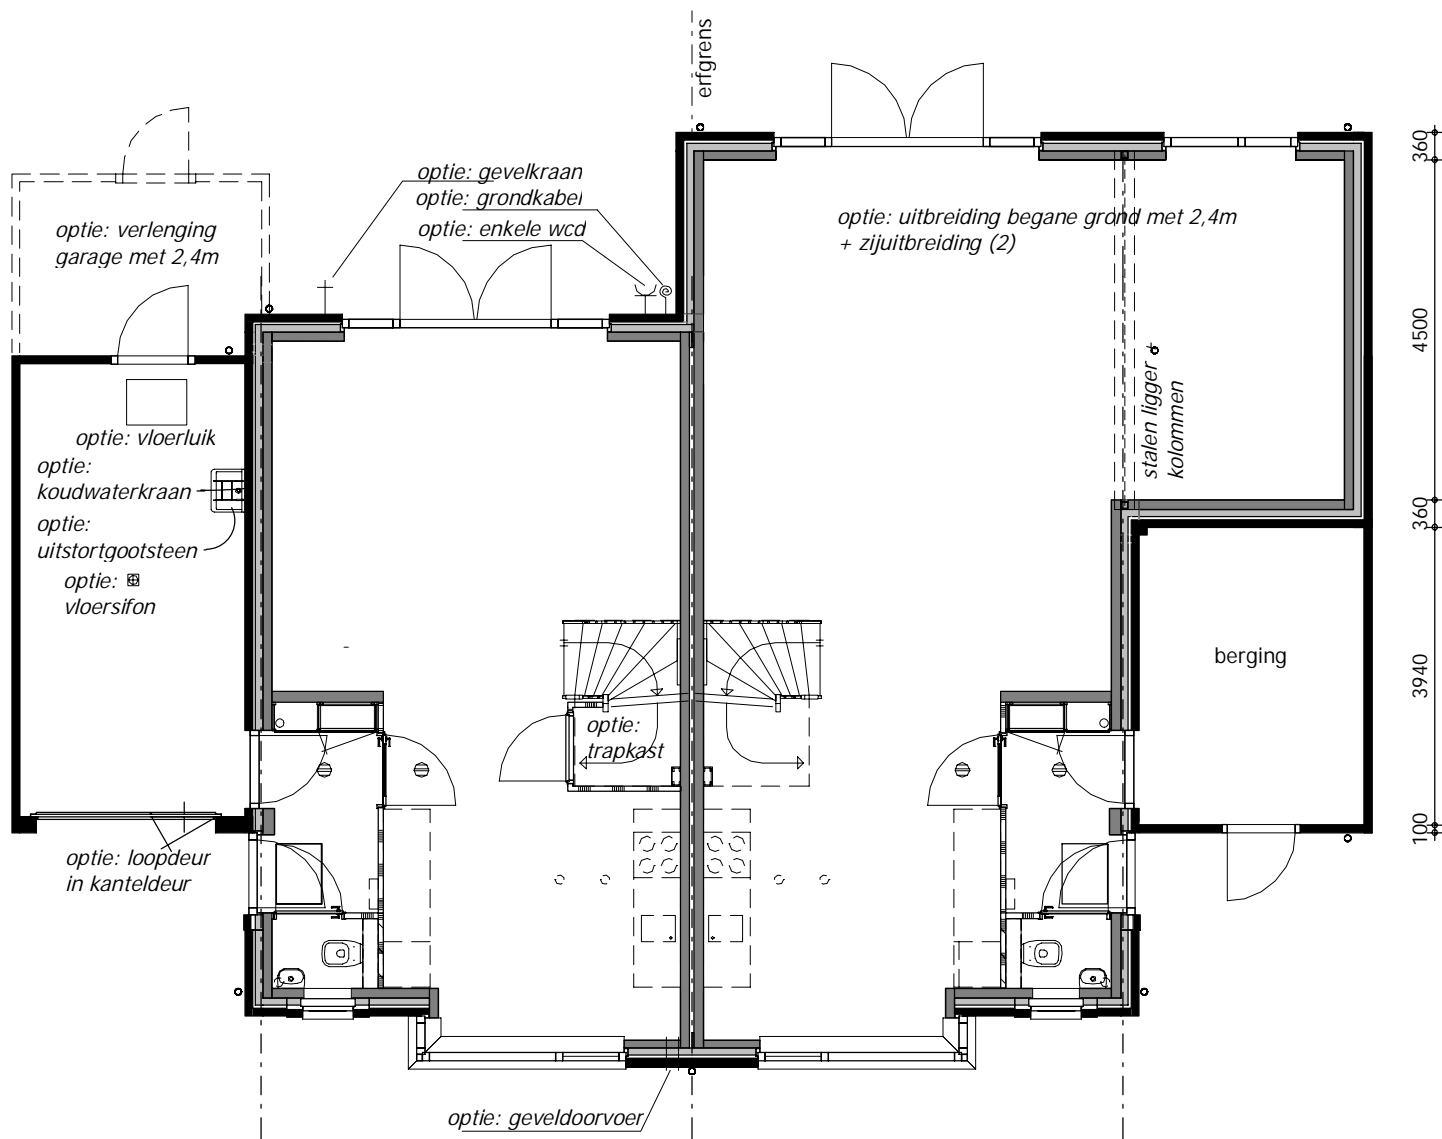 erfgrens
optie: gevelkraan
optie: grondkabel
optie: enkele wcd
optie: verlenging
garage met 2,4m
optie: uitbreiding begane grond met 2,4m
+ zijuitbreiding (2)
360
4500
360
3940
100
stalen ligger +
kolommen
optie: vloerluik
optie:
koudwaterkraan
optie:
uitstortgootsteen
optie:
vloersifon
berging
optie:
trapkast
optie: loopdeur
in kanteldeur
optie: geveldoorvoer